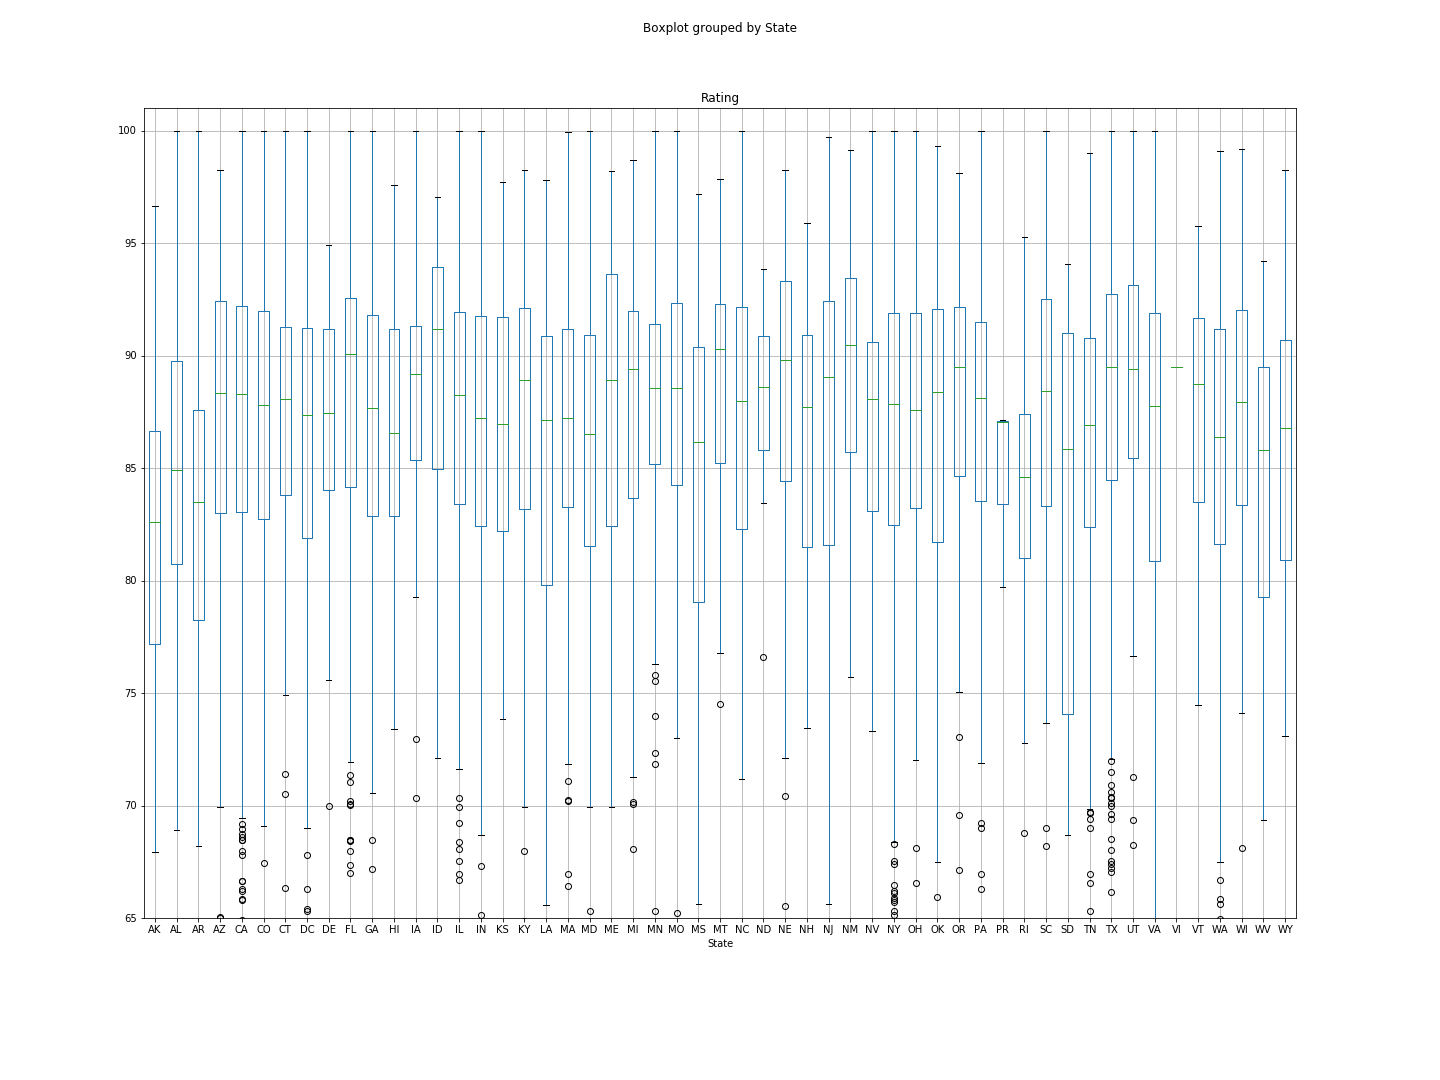 Boxplot grouped by State
Rating
100
95
90
85
80
75
70
65
AK AL AR AZ CA CO CT DC DE FL GA HI IA ID IL IN KS KY LA MA MD ME MI MN MO MS MT NC ND NE NH NJ NM NV NY OH OK OR PA PR RI SC SD TN TX UT VA VI VT WA WI WV WY
State